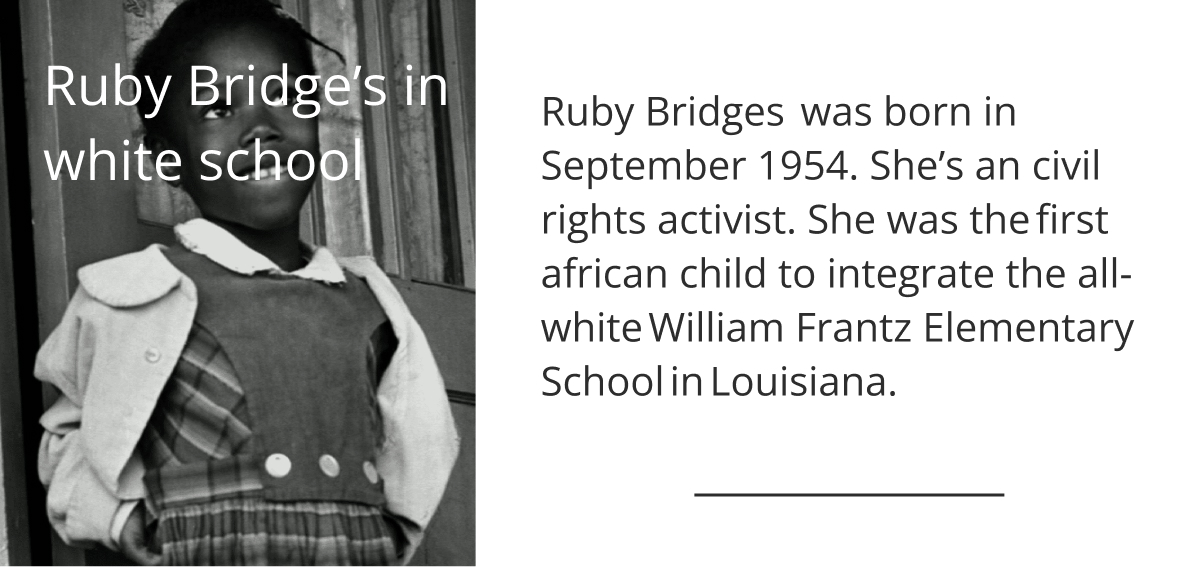 Ruby Bridge’s in
white school
Ruby Bridges was born in
September 1954. She’s an civil
rights activist. She was the first
african child to integrate the all-
white William Frantz Elementary
School in Louisiana.